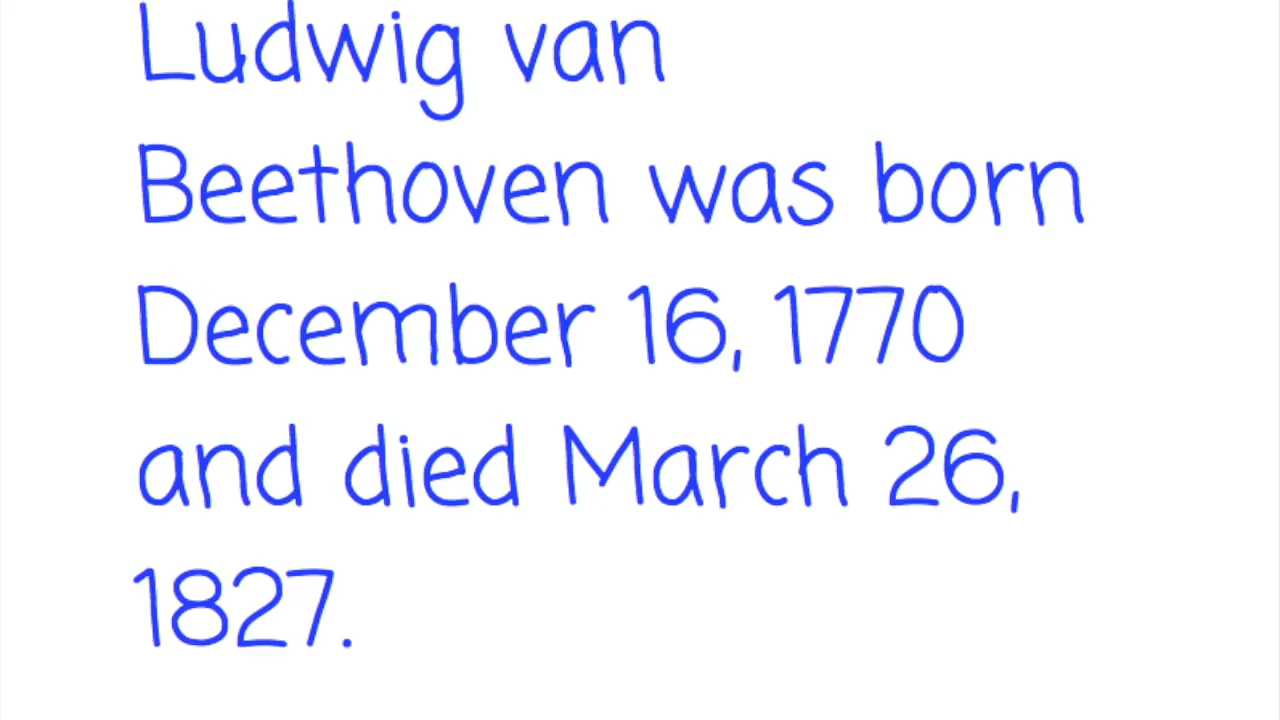 Ludwig van
Beethoven was born
December 16, 1770
and died March 26,
1827.